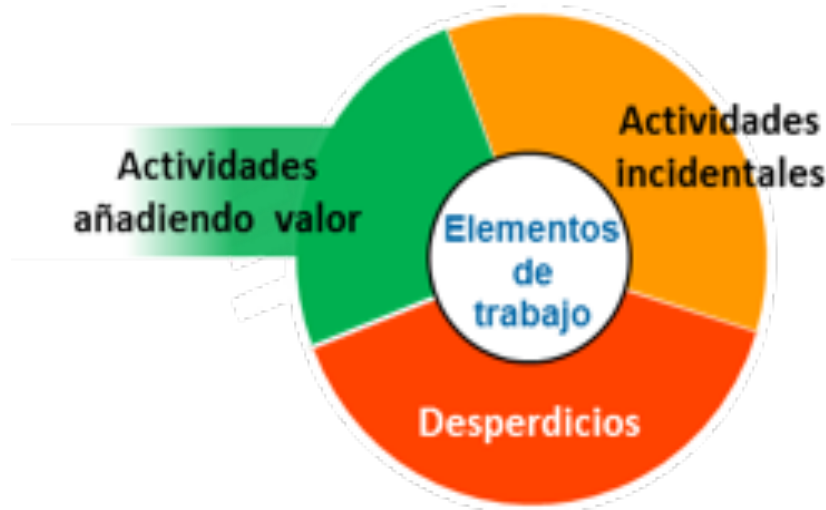 Actividades
añadiendo valor
Actividades
incidentales
Elementos
de
trabajo
Desperdicios